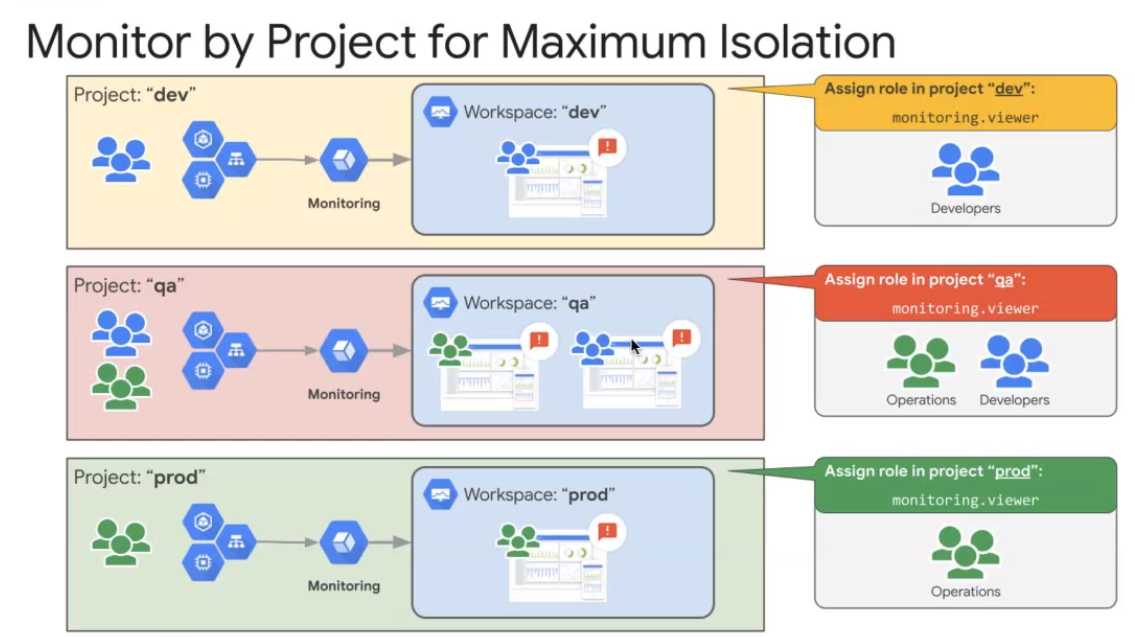 Monitor by Project for Maximum Isolation
Project: “dev”
Workspace: “dev”
Monitoring
Assign role in project “dev”:
monitoring.viewer
Developers
Project: “qa”
Workspace: “qa”
Monitoring
Assign role in project “qa”:
monitoring.viewer
Operations Developers
Project: “prod”
Workspace: “prod”
Monitoring
Assign role in project “prod”:
monitoring.viewer
Operations